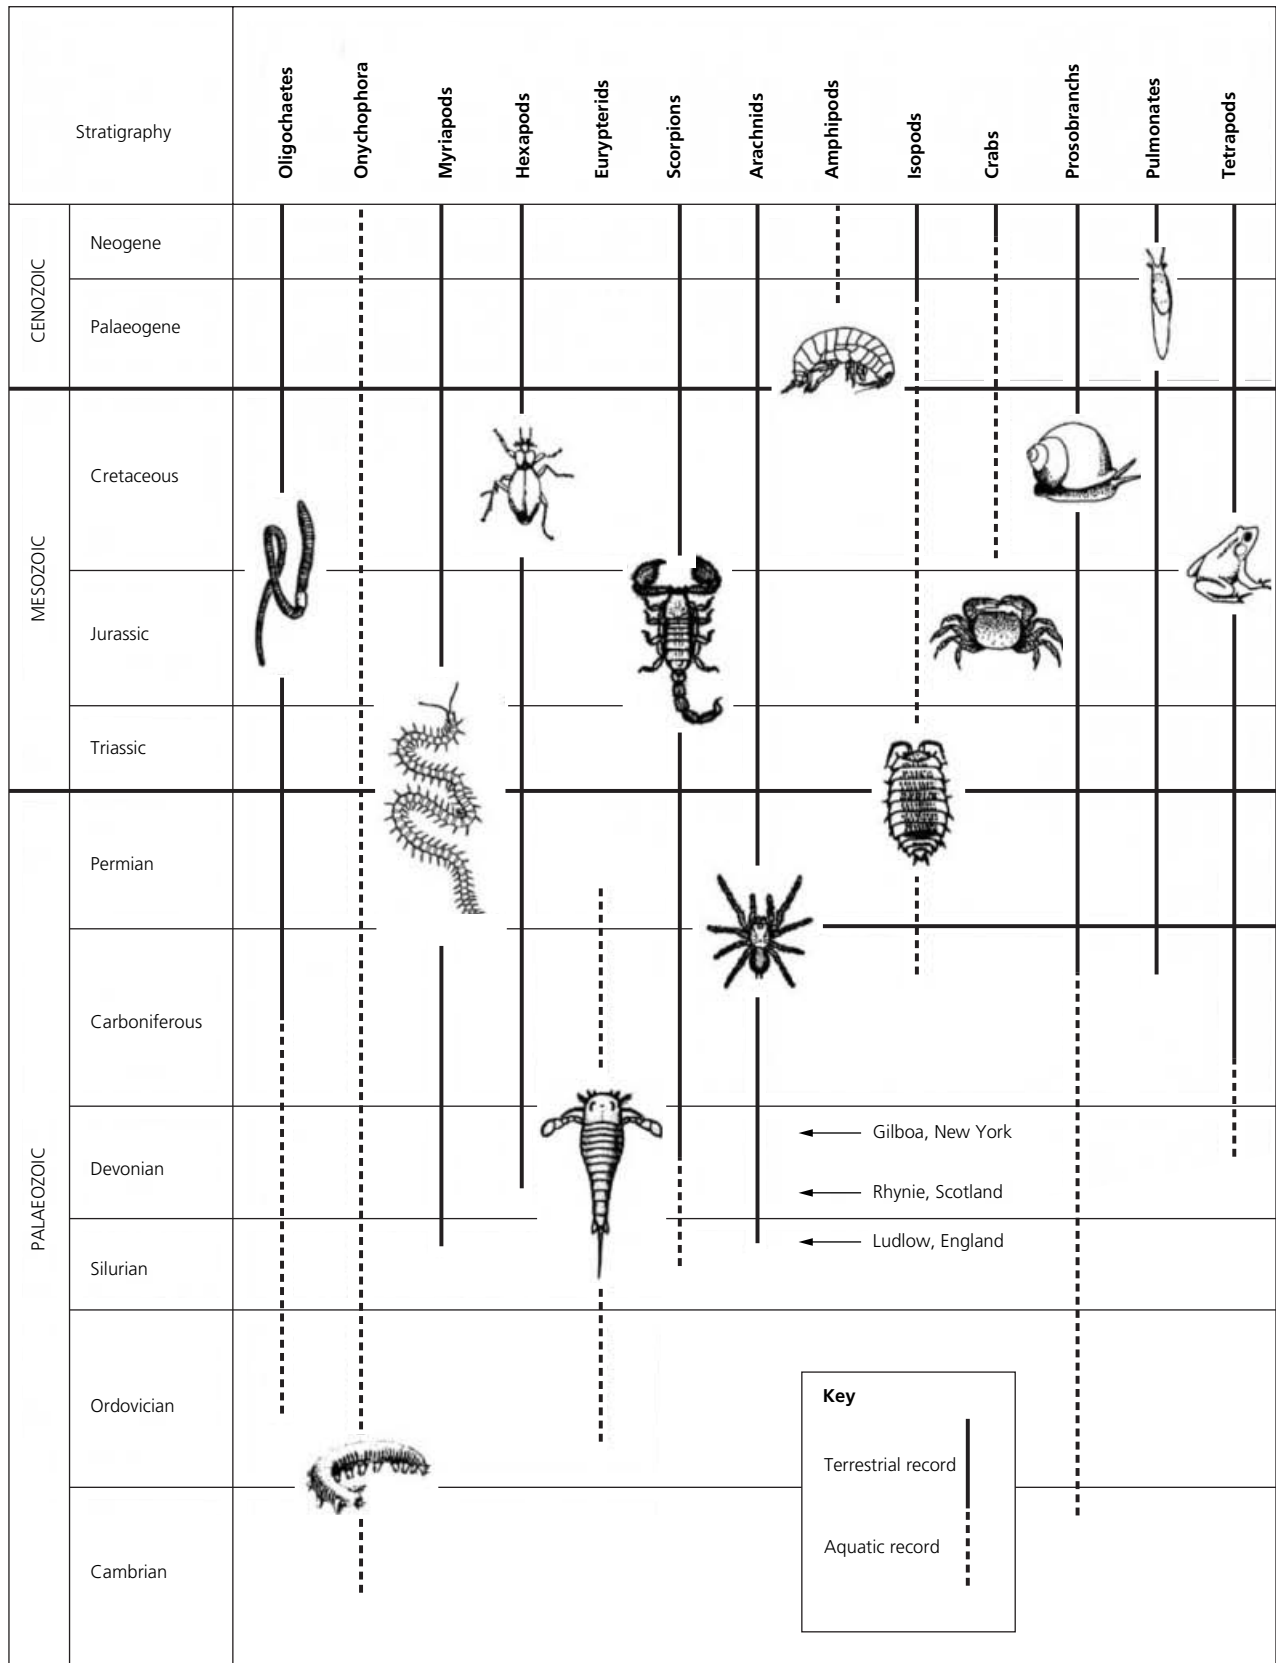 Stratigraphy
Oligochaetes
Onychophora
Myriapods
Hexapods
Eurypterids
Scorpions
Arachnids
Amphipods
Isopods
Crabs
Prosobranchs
Pulmonates
Tetrapods
CENOZOIC
Neogene
Palaeogene
MESOZOIC
Cretaceous
Jurassic
Triassic
PALAEOZOIC
Permian
Carboniferous
Devonian
Gilboa, New York
Rhynie, Scotland
Silurian
Ludlow, England
Ordovician
Cambrian
Key
Terrestrial record
Aquatic record